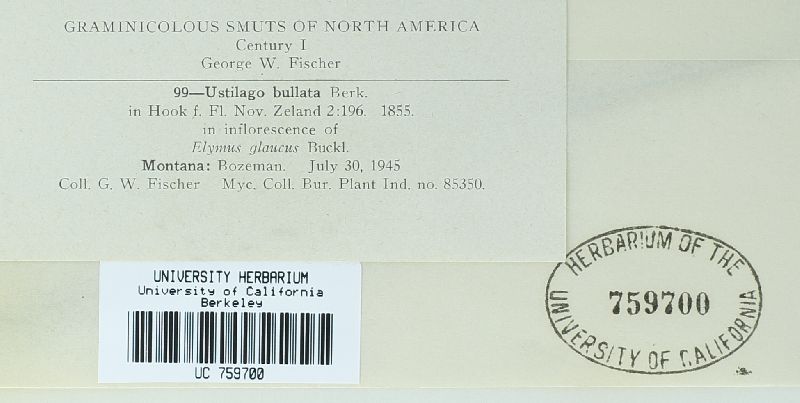 GRAMINICOLOUS SMUTS OF NORTH AMERICA
Century I
George W. Fischer
99—Ustilago bullata Berk.
in Hook f. Fl. Nov. Zeland 2:196. 1855.
in inflorescence of
Elymus glaucus Buckl.
Montana: Bozeman. July 30, 1945
Coll. G. W. Fischer Myc. Coll. Bur. Plant Ind. no. 85350.
UNIVERSITY HERBARIUM
University of California
Berkeley
UC 759700
HERBARIUM OF THE
759700
UNIVERSITY OF CALIFORNIA